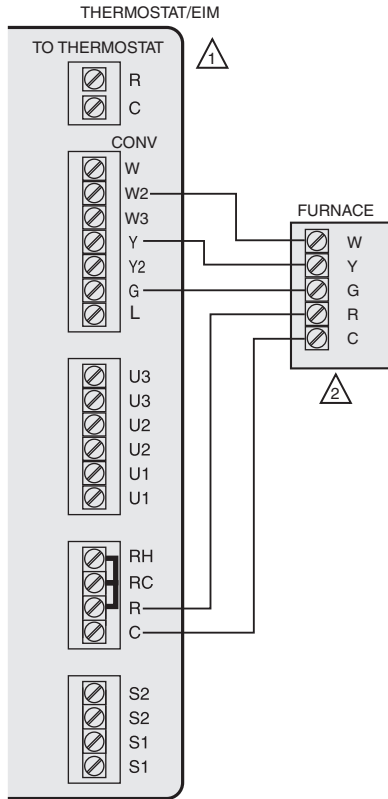 THERMOSTAT/EIM
TO THERMOSTAT
1
R
C
CONV
W
W2
W3
Y
Y2
G
L
FURNACE
W
Y
G
R
C
2
U3
U3
U2
U2
U1
U1
RH
RC
R
C
S2
S2
S1
S1